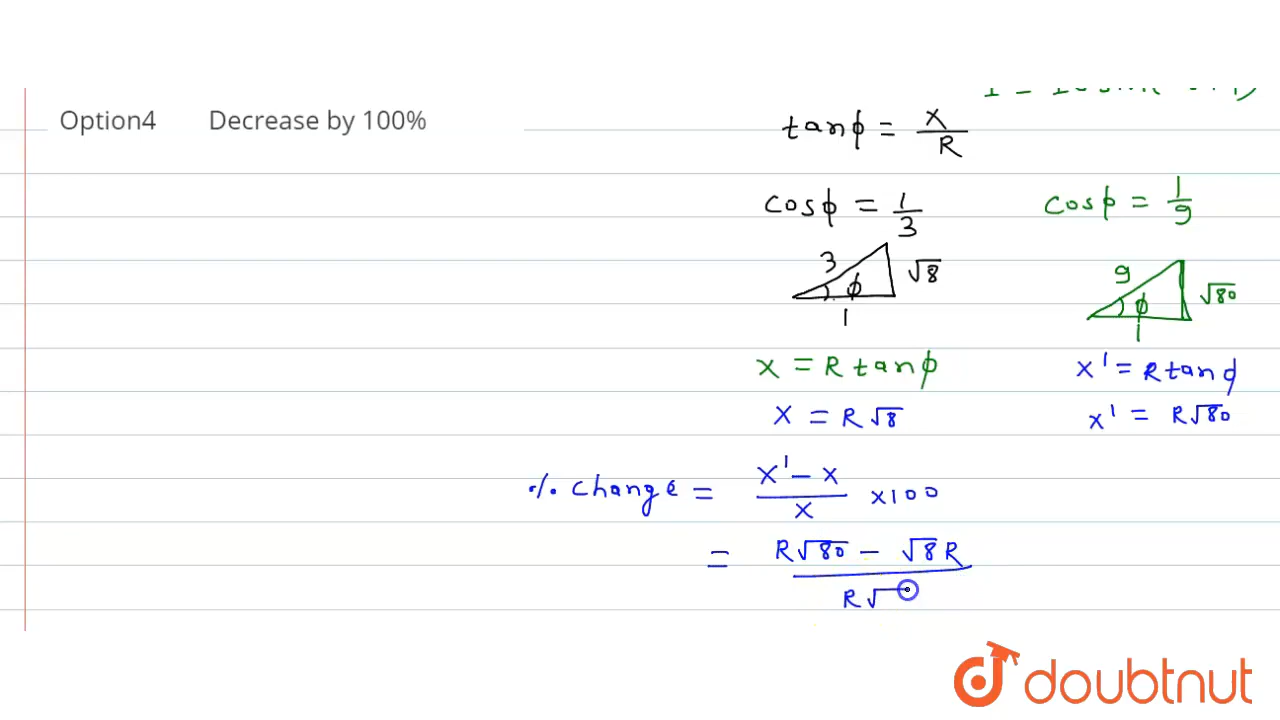 Option4 Decrease by 100%
tanϕ = X/R
cosϕ = 1/3
cosϕ = 1/9
3 ϕ √8
1
9 ϕ √80
1
X = R tanϕ
X' = R tanϕ
X = R√8
X' = R√80
% change = (X' - X)/X × 100
= (R√80 - √8R)/(R√
doubtnut